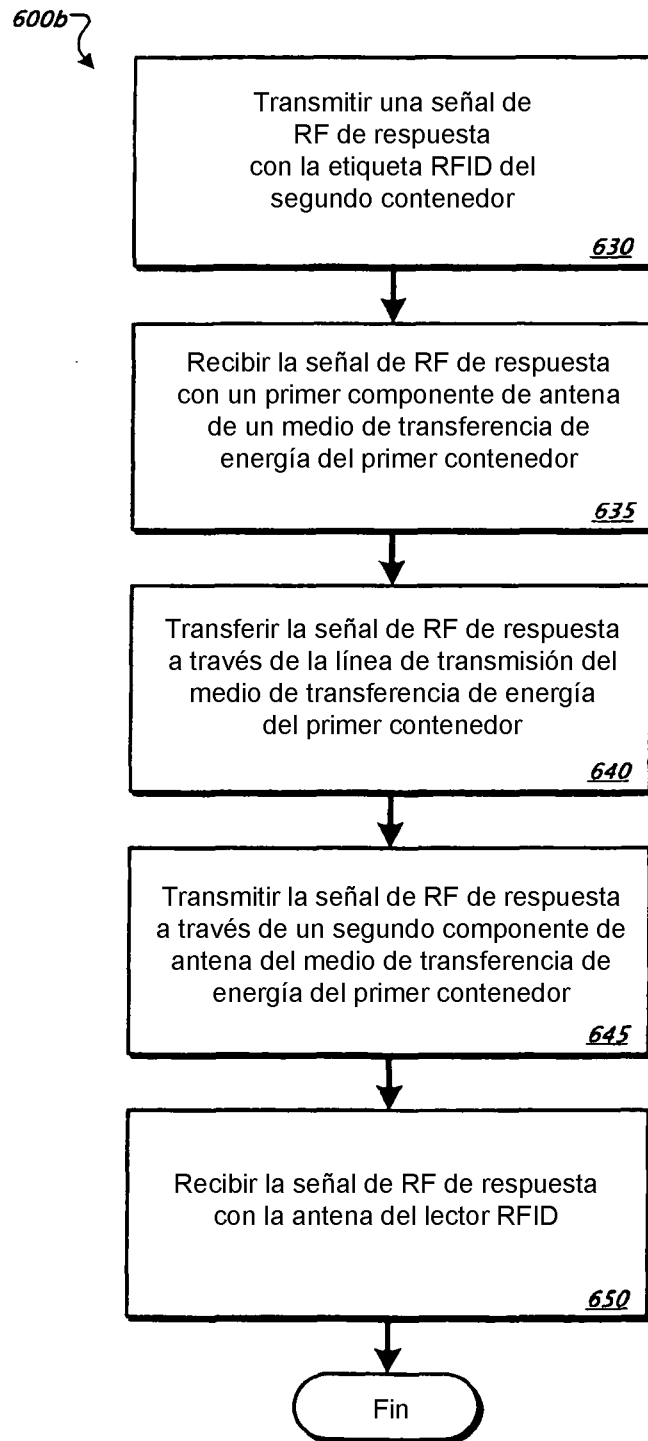 600b
Transmitir una señal de
RF de respuesta
con la etiqueta RFID del
segundo contenedor
630
Recibir la señal de RF de respuesta
con un primer componente de antena
de un medio de transferencia de
energía del primer contenedor
635
Transferir la señal de RF de respuesta
a través de la línea de transmisión del
medio de transferencia de energía
del primer contenedor
640
Transmitir la señal de RF de respuesta
a través de un segundo componente de
antena del medio de transferencia de
energía del primer contenedor
645
Recibir la señal de RF de respuesta
con la antena del lector RFID
650
Fin